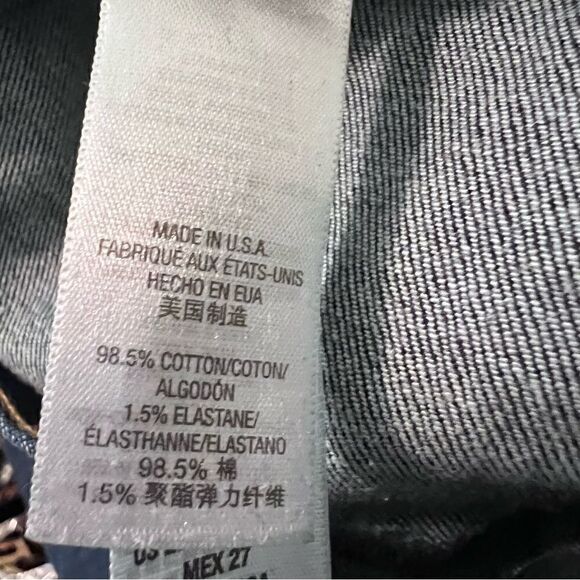 MADE IN U.S.A.
FABRIQUÉ AUX ÉTATS-UNIS
HECHO EN EUA
美国制造
98.5% COTTON/COTON/
ALGODÓN
1.5% ELASTANE/
ÉLASTHANNE/ELASTANO
98.5% 棉
1.5% 聚酯弹力纤维
US
MEX 27